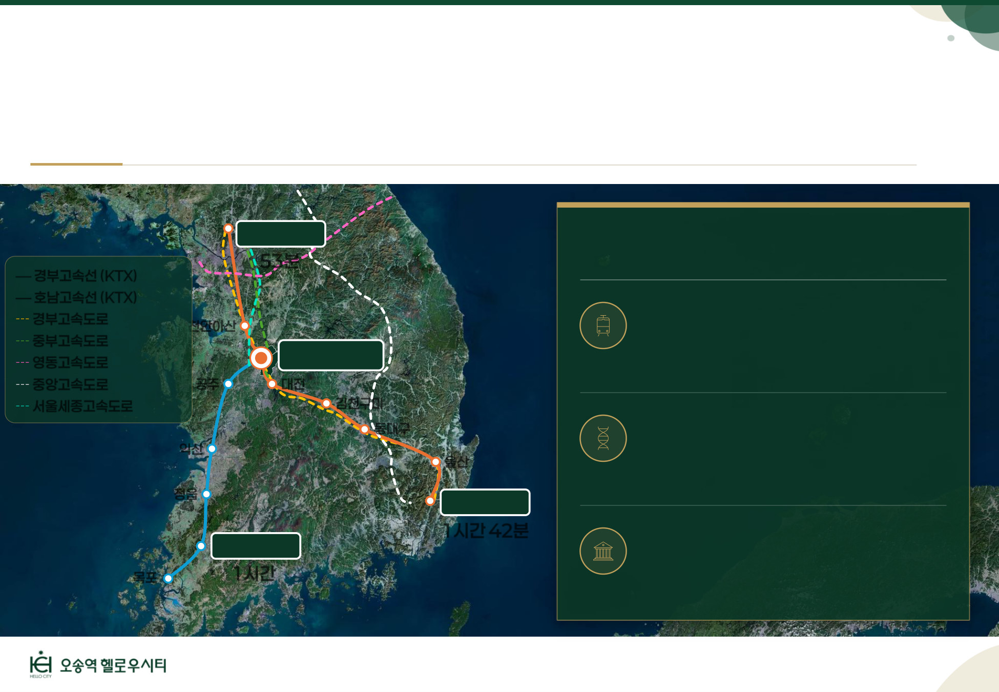 53분
경부고속선 (KTX)
호남고속선 (KTX)
경부고속도로
중부고속도로
영동고속도로
중앙고속도로
서울세종고속도로
천안아산
공주
대전
김천구미
동대구
익산
울산
정읍
1시간 42분
1시간
목포
오송역 헬로우시티
HELLO CITY